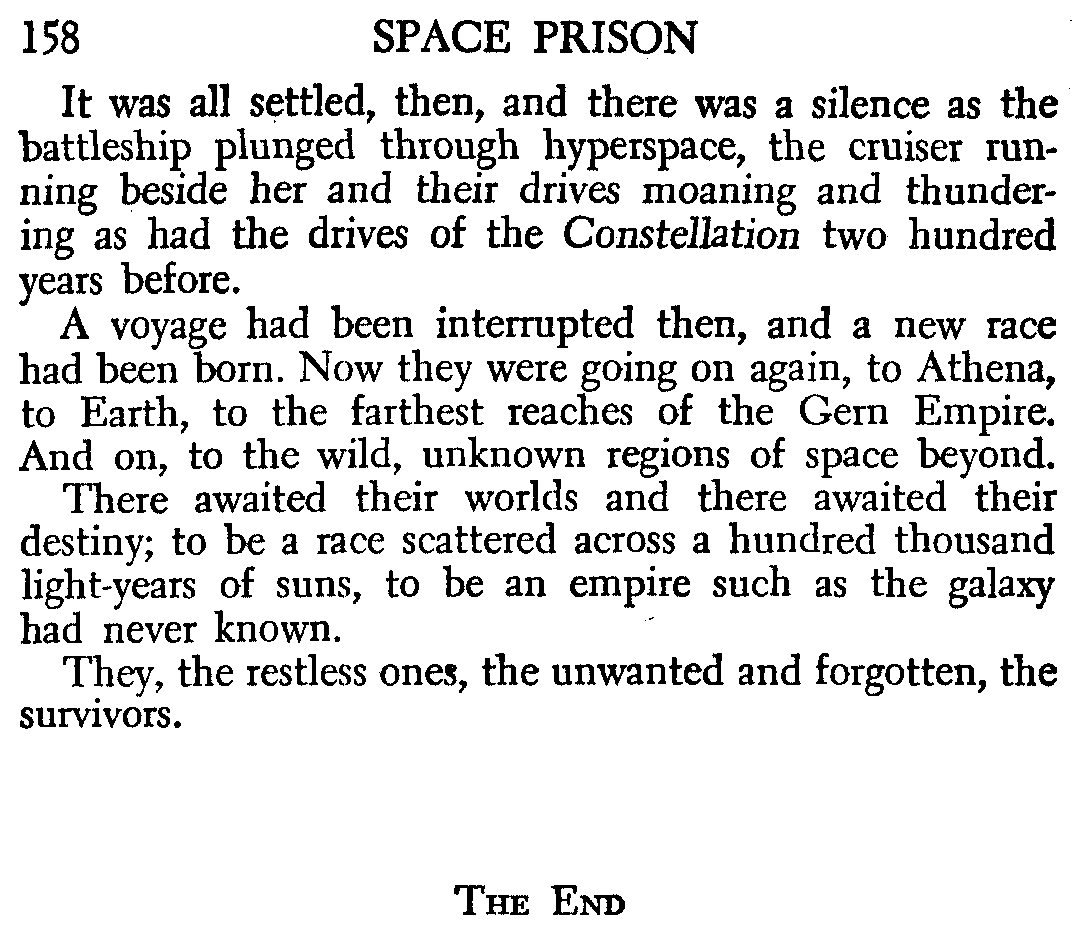 158 SPACE PRISON
It was all settled, then, and there was a silence as the
battleship plunged through hyperspace, the cruiser run-
ning beside her and their drives moaning and thunder-
ing as had the drives of the Constellation two hundred
years before.
A voyage had been interrupted then, and a new race
had been born. Now they were going on again, to Athena,
to Earth, to the farthest reaches of the Gern Empire.
And on, to the wild, unknown regions of space beyond.
There awaited their worlds and there awaited their
destiny; to be a race scattered across a hundred thousand
light-years of suns, to be an empire such as the galaxy
had never known.
They, the restless ones, the unwanted and forgotten, the
survivors.
The End